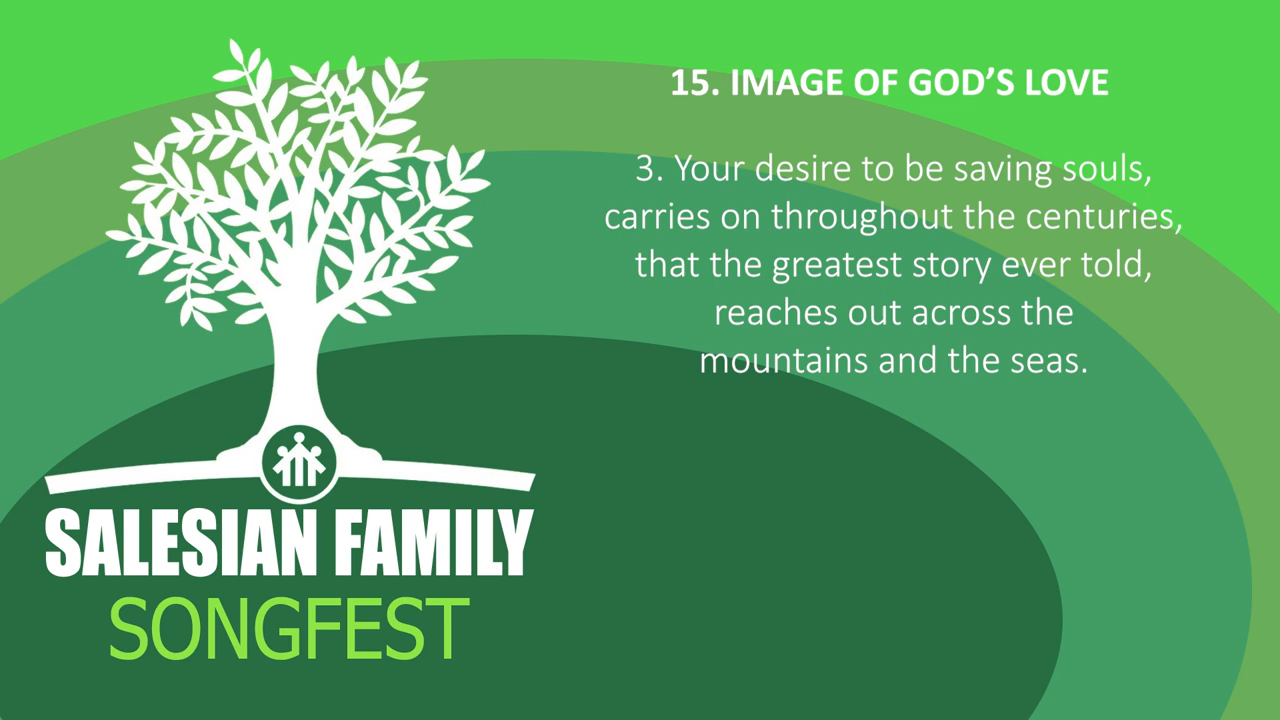 15. IMAGE OF GOD’S LOVE
3. Your desire to be saving souls,
carries on throughout the centuries,
that the greatest story ever told,
reaches out across the
mountains and the seas.
SALESIAN FAMILY
SONGFEST